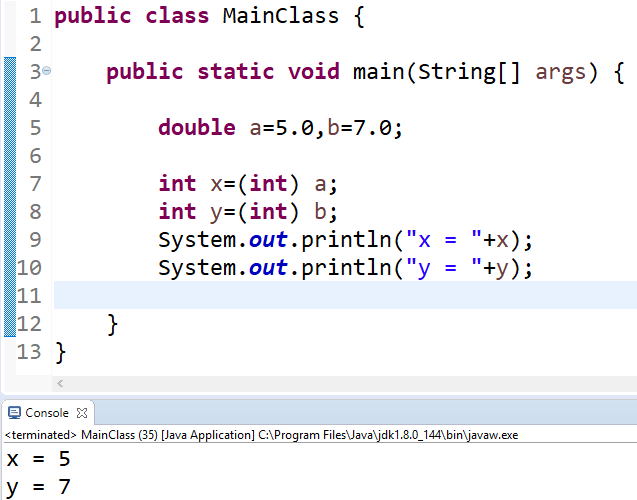 1 public class MainClass {
2
3 public static void main(String[] args) {
4
5 double a=5.0,b=7.0;
6
7 int x=(int) a;
8 int y=(int) b;
9 System.out.println("x = "+x);
10 System.out.println("y = "+y);
11
12 }
13 }
Console
<terminated> MainClass (35) [Java Application] C:\Program Files\Java\jdk1.8.0_144\bin\javaw.exe
x = 5
y = 7